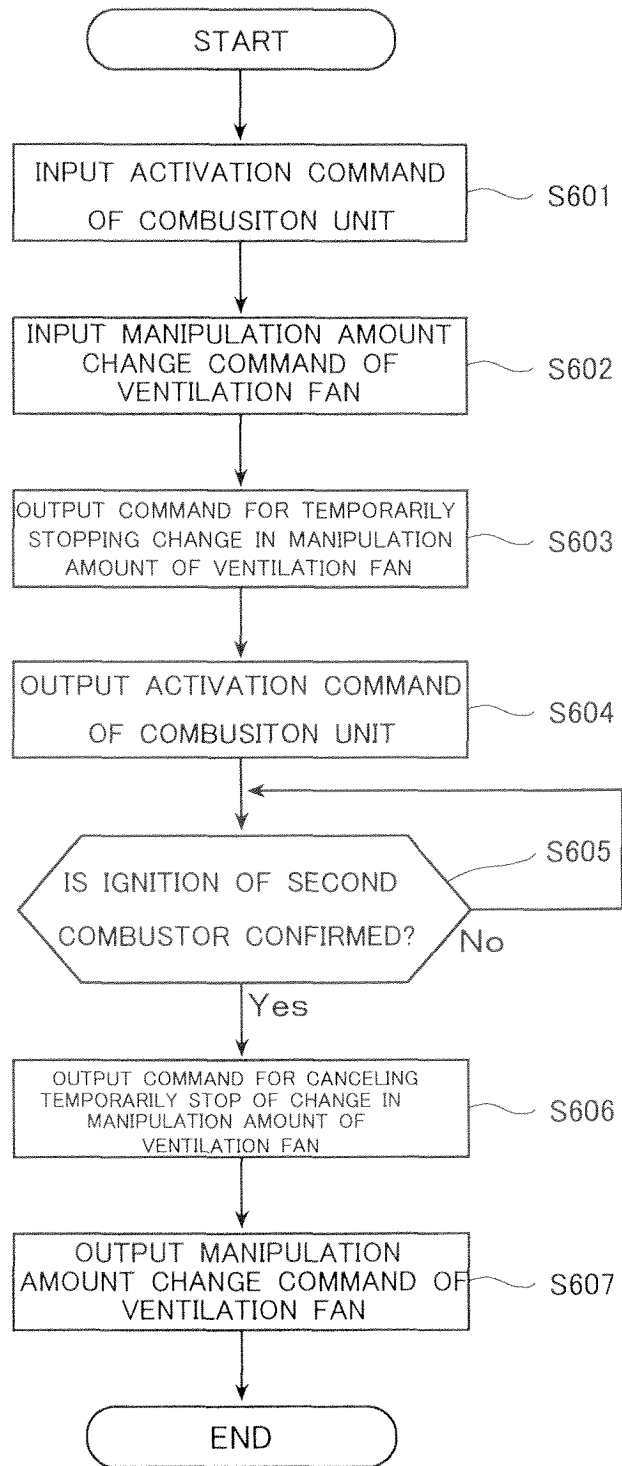 START
INPUT ACTIVATION COMMAND
OF COMBUSITON UNIT
S601
INPUT MANIPULATION AMOUNT
CHANGE COMMAND OF
VENTILATION FAN
S602
OUTPUT COMMAND FOR TEMPORARILY
STOPPING CHANGE IN MANIPULATION
AMOUNT OF VENTILATION FAN
S603
OUTPUT ACTIVATION COMMAND
OF COMBUSITON UNIT
S604
IS IGNITION OF SECOND
COMBUSTOR CONFIRMED?
S605
No
Yes
OUTPUT COMMAND FOR CANCELING
TEMPORARILY STOP OF CHANGE IN
MANIPULATION AMOUNT OF
VENTILATION FAN
S606
OUTPUT MANIPULATION
AMOUNT CHANGE COMMAND OF
VENTILATION FAN
S607
END